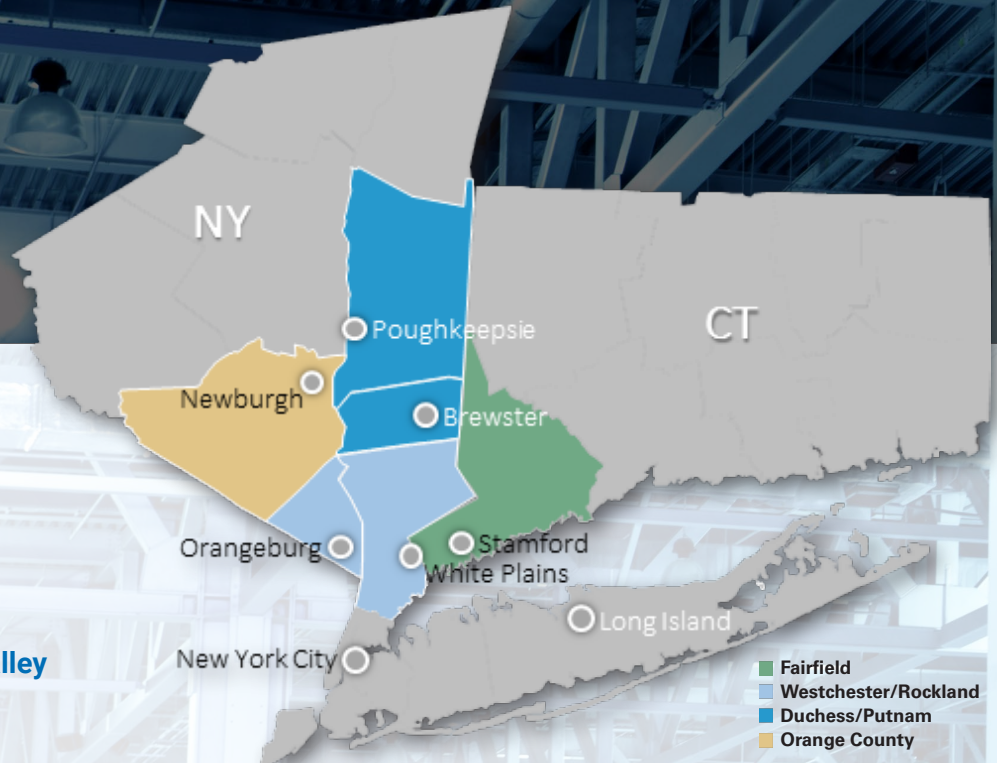 NY
CT
Poughkeepsie
Newburgh
Brewster
Orangeburg
Stamford
White Plains
Long Island
New York City
lley
Fairfield
Westchester/Rockland
Duchess/Putnam
Orange County